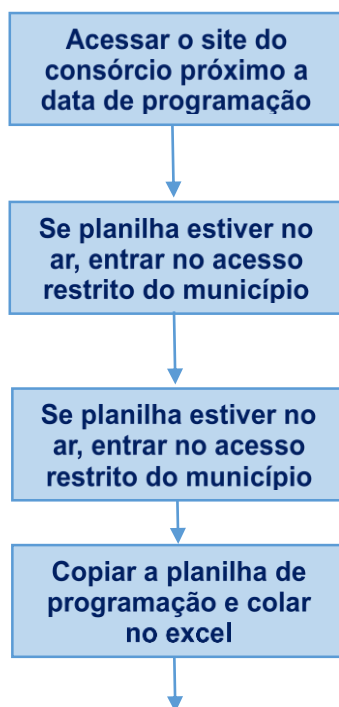 Acessar o site do
consórcio próximo a
data de programação
Se planilha estiver no
ar, entrar no acesso
restrito do município
Se planilha estiver no
ar, entrar no acesso
restrito do município
Copiar a planilha de
programação e colar
no excel